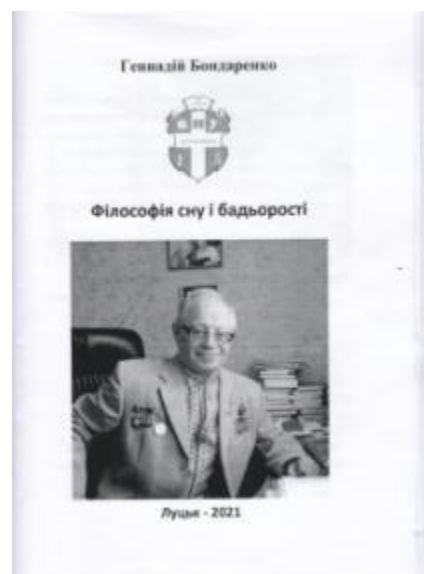 Геннадій Бондаренко
Філософія сну і бадьорості
Луцьк - 2021